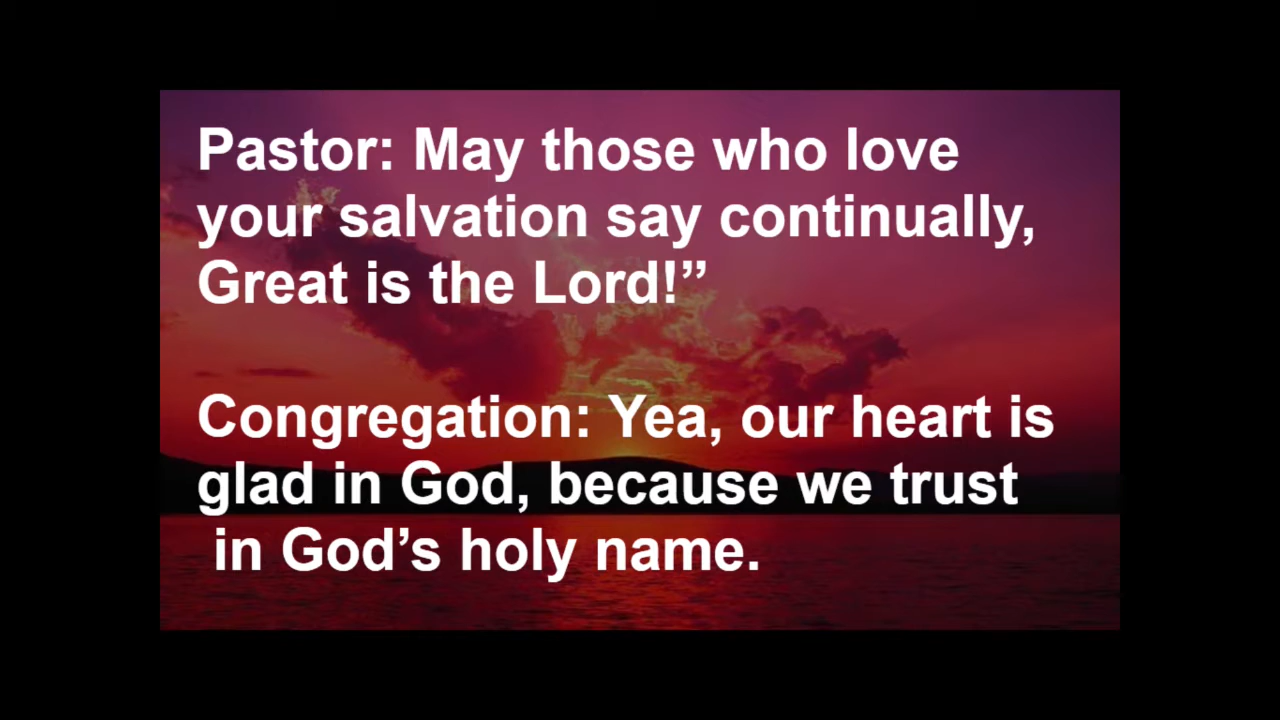 Pastor: May those who love
your salvation say continually,
Great is the Lord!”
Congregation: Yea, our heart is
glad in God, because we trust
in God’s holy name.